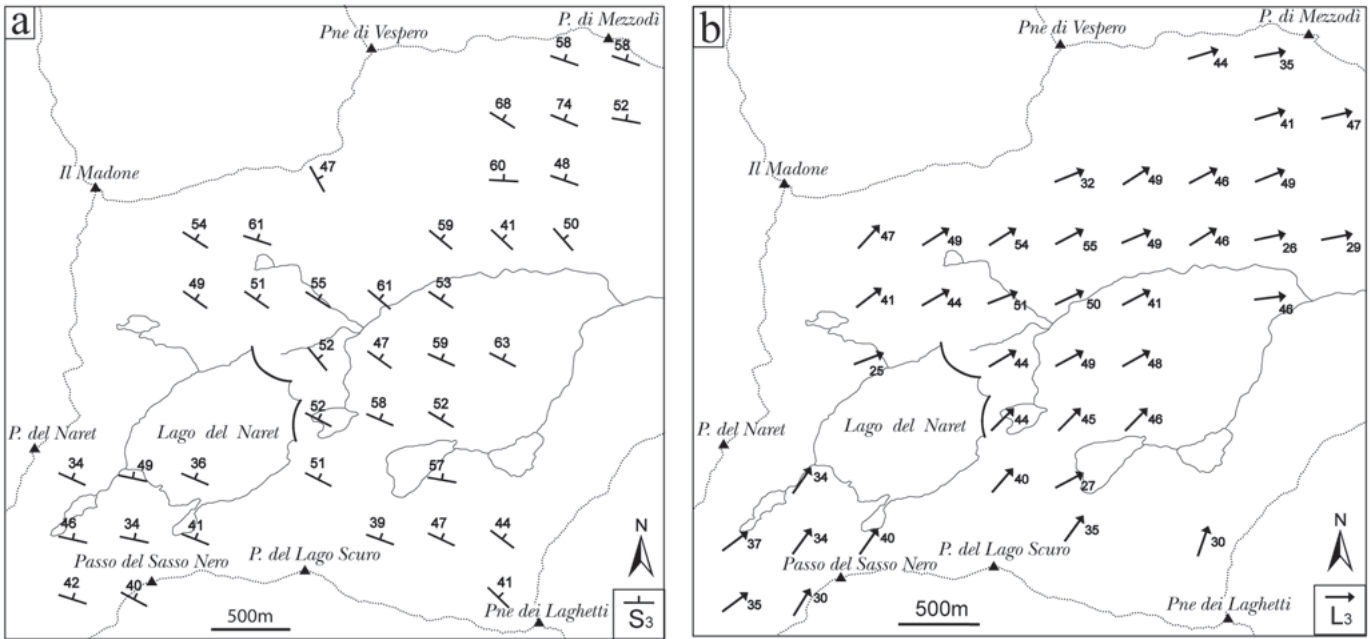 a
P. di Mezzodì
Pne di Vespero
58 58
68 74 52
47 60 48
Il Madone
54 61 59 41 50
49 51 55 61 53
52 47 59 63
52 58 52
P. del Naret
Lago del Naret
34 49 36 51 57
46 34 41 39 47 44
Passo del Sasso Nero
P. del Lago Scuro
N
42 40 41
500m
Pne dei Laghetti
S3
b
P. di Mezzodì
Pne di Vespero
44 35
41 47
Il Madone
32 49 46 49
47 49 54 55 49 46 26 29
41 44 51 50 41 46
25 44 49 48
P. del Naret
Lago del Naret
44 45 46
34 40 27
37 34 40 35 30
P. del Lago Scuro
Passo del Sasso Nero
N
35 30
500m
Pne dei Laghetti
L3